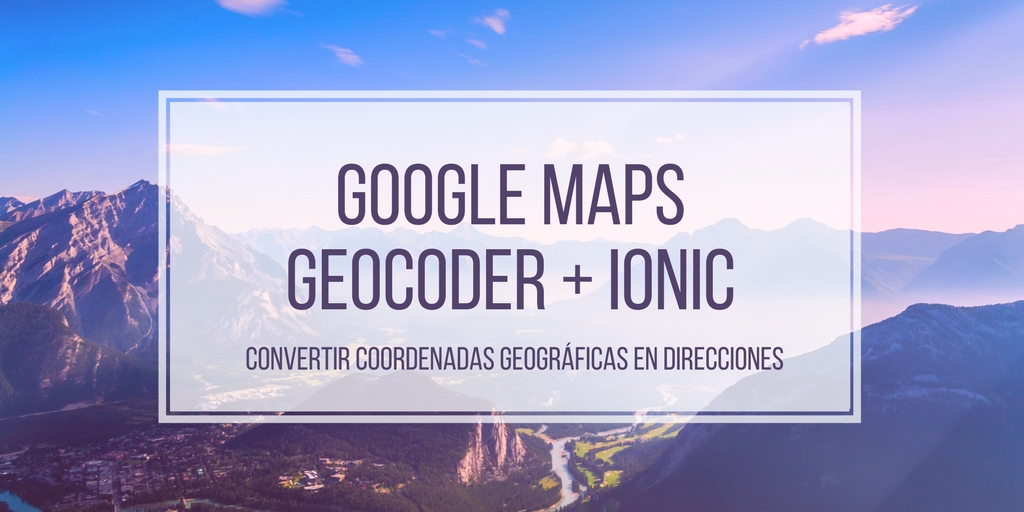 GOOGLE MAPS
GEOCODER + IONIC
CONVERTIR COORDENADAS GEOGRÁFICAS EN DIRECCIONES